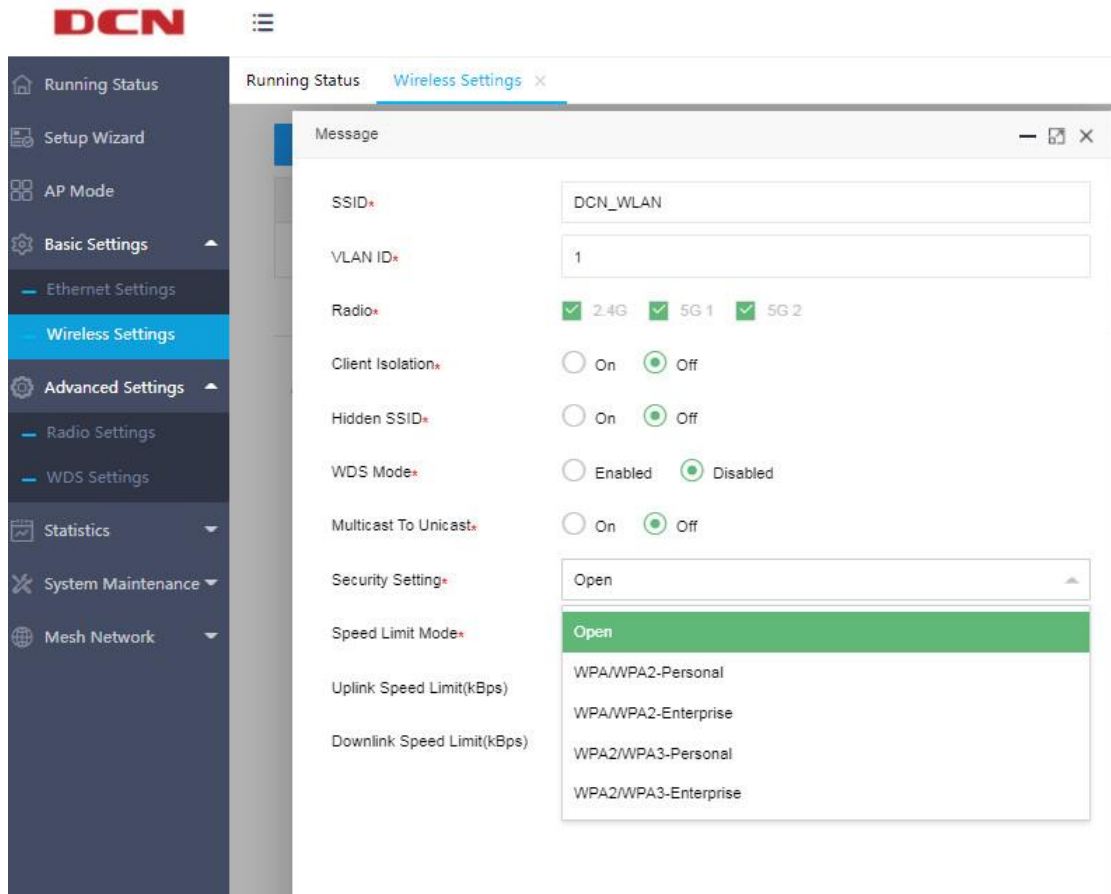 DCN
Running Status
Setup Wizard
AP Mode
Basic Settings
Ethernet Settings
Wireless Settings
Advanced Settings
Radio Settings
WDS Settings
Statistics
System Maintenance
Mesh Network
Running Status Wireless Settings ×
Message
SSID* DCN_WLAN
VLAN ID* 1
Radio* 2.4G 5G 1 5G 2
Client Isolation* On Off
Hidden SSID* On Off
WDS Mode* Enabled Disabled
Multicast To Unicast* On Off
Security Setting* Open
Speed Limit Mode* Open
WPA/WPA2-Personal
Uplink Speed Limit(kBps)
WPA/WPA2-Enterprise
Downlink Speed Limit(kBps)
WPA2/WPA3-Personal
WPA2/WPA3-Enterprise